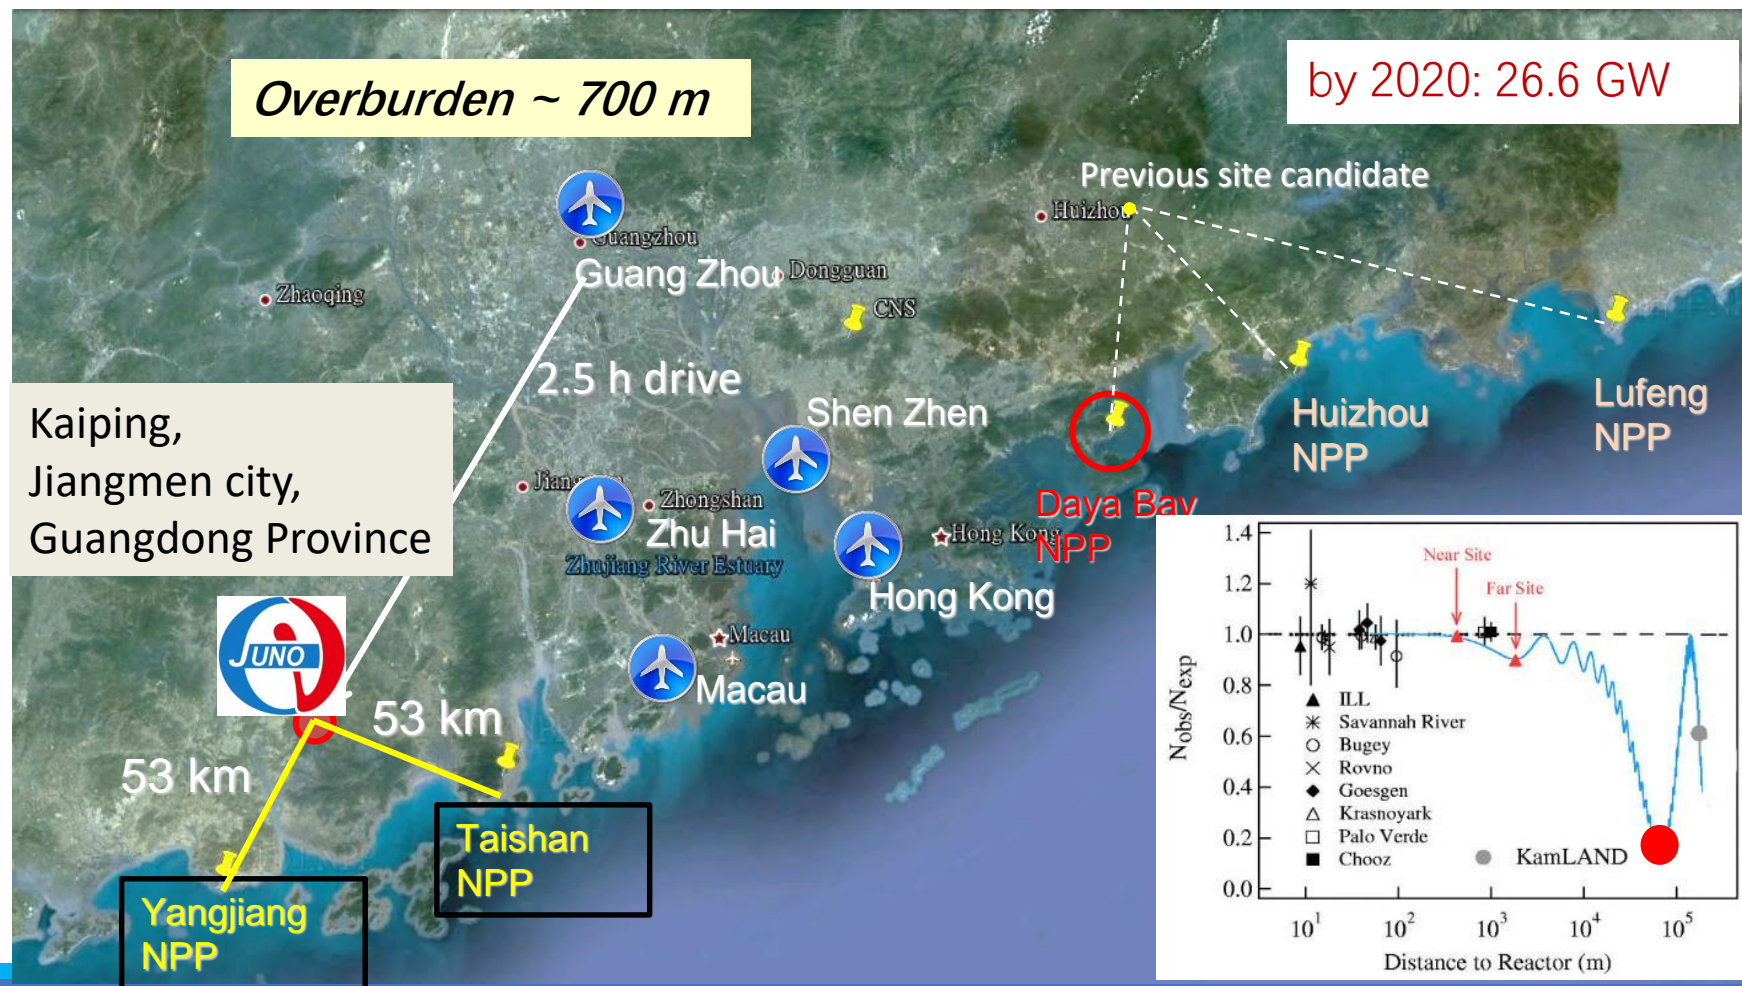 Overburden ~ 700 m
by 2020: 26.6 GW
Previous site candidate
Huizhou
Guangzhou
Guang Zhou
Dongguan
Zhaoqing
CNS
2.5 h drive
Kaiping,
Jiangmen city,
Guangdong Province
Shen Zhen
Huizhou
NPP
Lufeng
NPP
Zhongshan
Zhu Hai
Zhujiang River Estuary
Hong Kong
Hong Kong
Daya Bay
NPP
JUNO
Macau
Macau
53 km
53 km
Taishan
NPP
Yangjiang
NPP
1.4
1.2
1.0
0.8
0.6
0.4
0.2
0.0
Nobs/Nexp
Near Site
Far Site
ILL
Savannah River
Bugey
Rovno
Goesgen
Krasnoyark
Palo Verde
Chooz
KamLAND
10¹
10²
10³
10⁴
10⁵
Distance to Reactor (m)